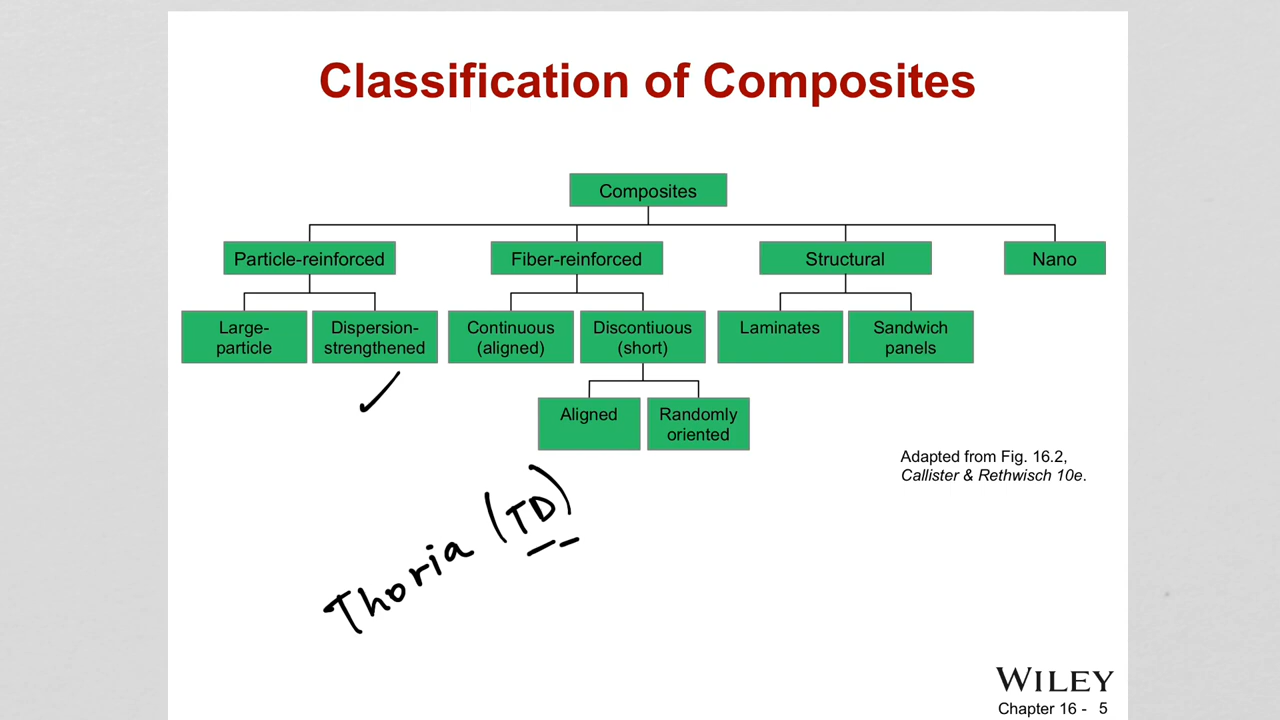 Classification of Composites
Composites
Particle-reinforced
Fiber-reinforced
Structural
Nano
Large-
particle
Dispersion-
strengthened
Continuous
(aligned)
Discontiuous
(short)
Laminates
Sandwich
panels
Aligned
Randomly
oriented
Adapted from Fig. 16.2,
Callister & Rethwisch 10e.
Thoria (TD)
WILEY
Chapter 16 - 5